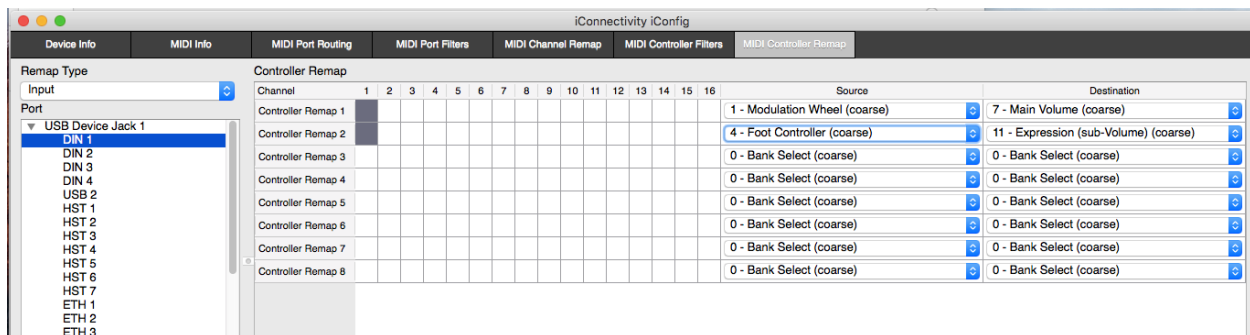 iConnectivity iConfig
Device Info MIDI Info MIDI Port Routing MIDI Port Filters MIDI Channel Remap MIDI Controller Filters MIDI Controller Remap
Remap Type
Input
Port
USB Device Jack 1
DIN 1
DIN 2
DIN 3
DIN 4
USB 2
HST 1
HST 2
HST 3
HST 4
HST 5
HST 6
HST 7
ETH 1
ETH 2
ETH 3
Controller Remap
Channel 1 2 3 4 5 6 7 8 9 10 11 12 13 14 15 16 Source Destination
Controller Remap 1 1 - Modulation Wheel (coarse) 7 - Main Volume (coarse)
Controller Remap 2 4 - Foot Controller (coarse) 11 - Expression (sub-Volume) (coarse)
Controller Remap 3 0 - Bank Select (coarse) 0 - Bank Select (coarse)
Controller Remap 4 0 - Bank Select (coarse) 0 - Bank Select (coarse)
Controller Remap 5 0 - Bank Select (coarse) 0 - Bank Select (coarse)
Controller Remap 6 0 - Bank Select (coarse) 0 - Bank Select (coarse)
Controller Remap 7 0 - Bank Select (coarse) 0 - Bank Select (coarse)
Controller Remap 8 0 - Bank Select (coarse) 0 - Bank Select (coarse)